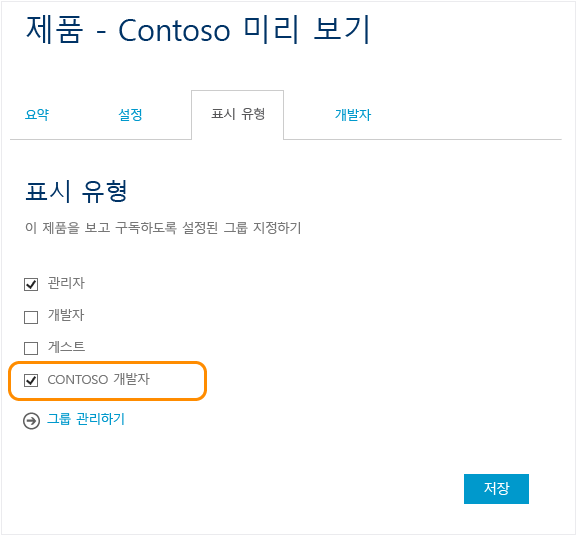 제품 - Contoso 미리 보기
요약 설정 표시 유형 개발자
표시 유형
이 제품을 보고 구독하도록 설정된 그룹 지정하기
관리자
개발자
게스트
CONTOSO 개발자
그룹 관리하기
저장